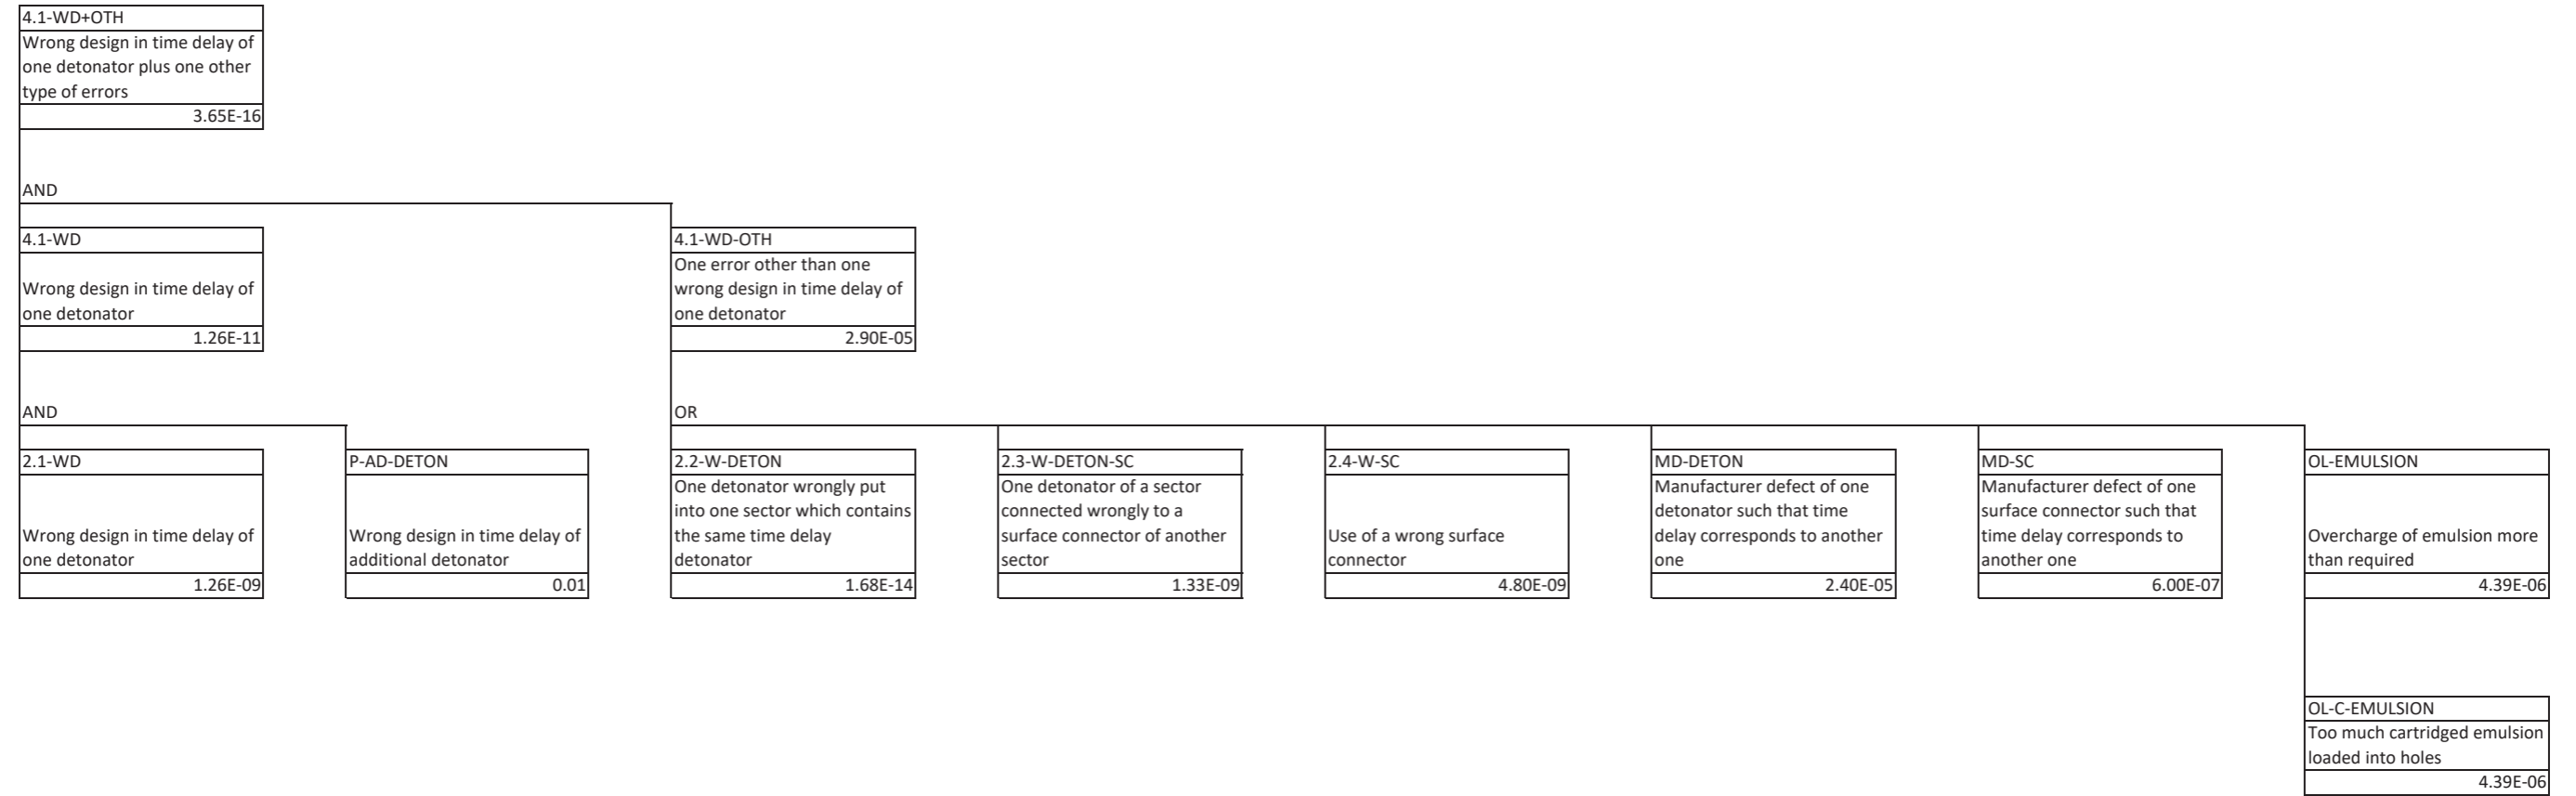 4.1-WD+OTH
Wrong design in time delay of
one detonator plus one other
type of errors
3.65E-16
AND
4.1-WD
Wrong design in time delay of
one detonator
1.26E-11
4.1-WD-OTH
One error other than one
wrong design in time delay of
one detonator
2.90E-05
AND
OR
2.1-WD
Wrong design in time delay of
one detonator
1.26E-09
P-AD-DETON
Wrong design in time delay of
additional detonator
0.01
2.2-W-DETON
One detonator wrongly put
into one sector which contains
the same time delay
detonator
1.68E-14
2.3-W-DETON-SC
One detonator of a sector
connected wrongly to a
surface connector of another
sector
1.33E-09
2.4-W-SC
Use of a wrong surface
connector
4.80E-09
MD-DETON
Manufacturer defect of one
detonator such that time
delay corresponds to another
one
2.40E-05
MD-SC
Manufacturer defect of one
surface connector such that
time delay corresponds to
another one
6.00E-07
OL-EMULSION
Overcharge of emulsion more
than required
4.39E-06
OL-C-EMULSION
Too much cartridged emulsion
loaded into holes
4.39E-06